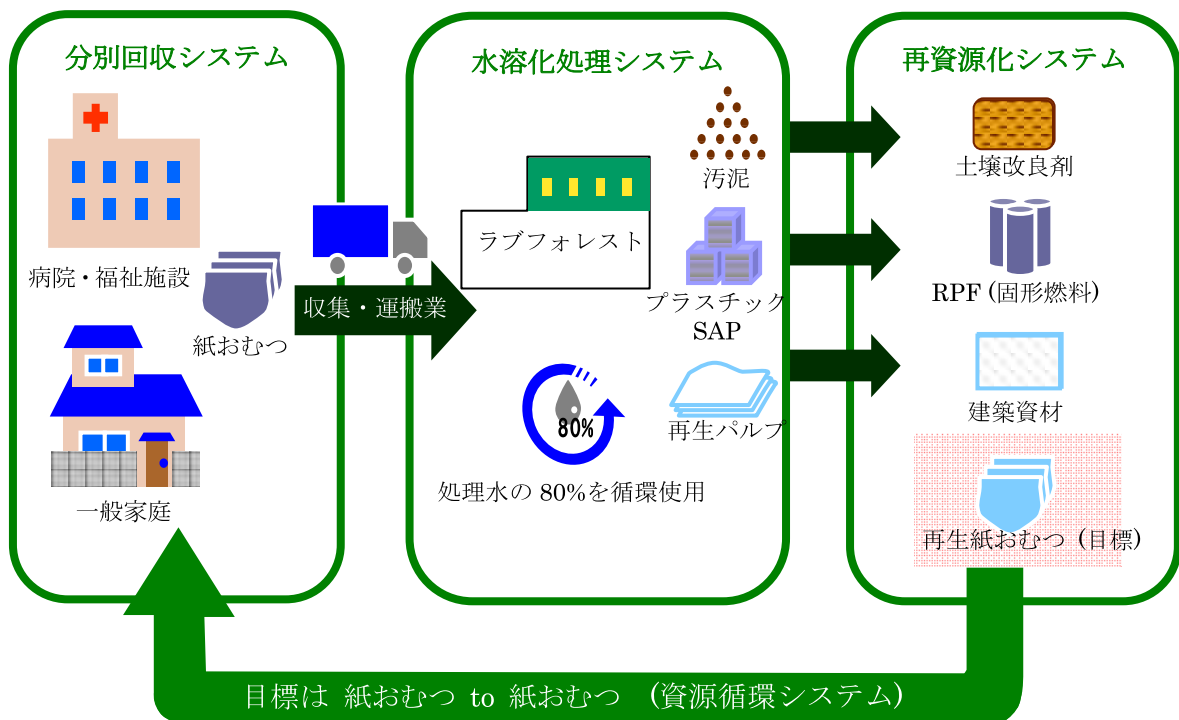 分別回収システム
病院・福祉施設
紙おむつ
一般家庭
収集・運搬業
水溶化処理システム
ラブフォレスト
汚泥
プラスチック
SAP
再生パルプ
80%
処理水の 80%を循環使用
再資源化システム
土壌改良剤
RPF (固形燃料)
建築資材
再生紙おむつ (目標)
目標は 紙おむつ to 紙おむつ (資源循環システム)